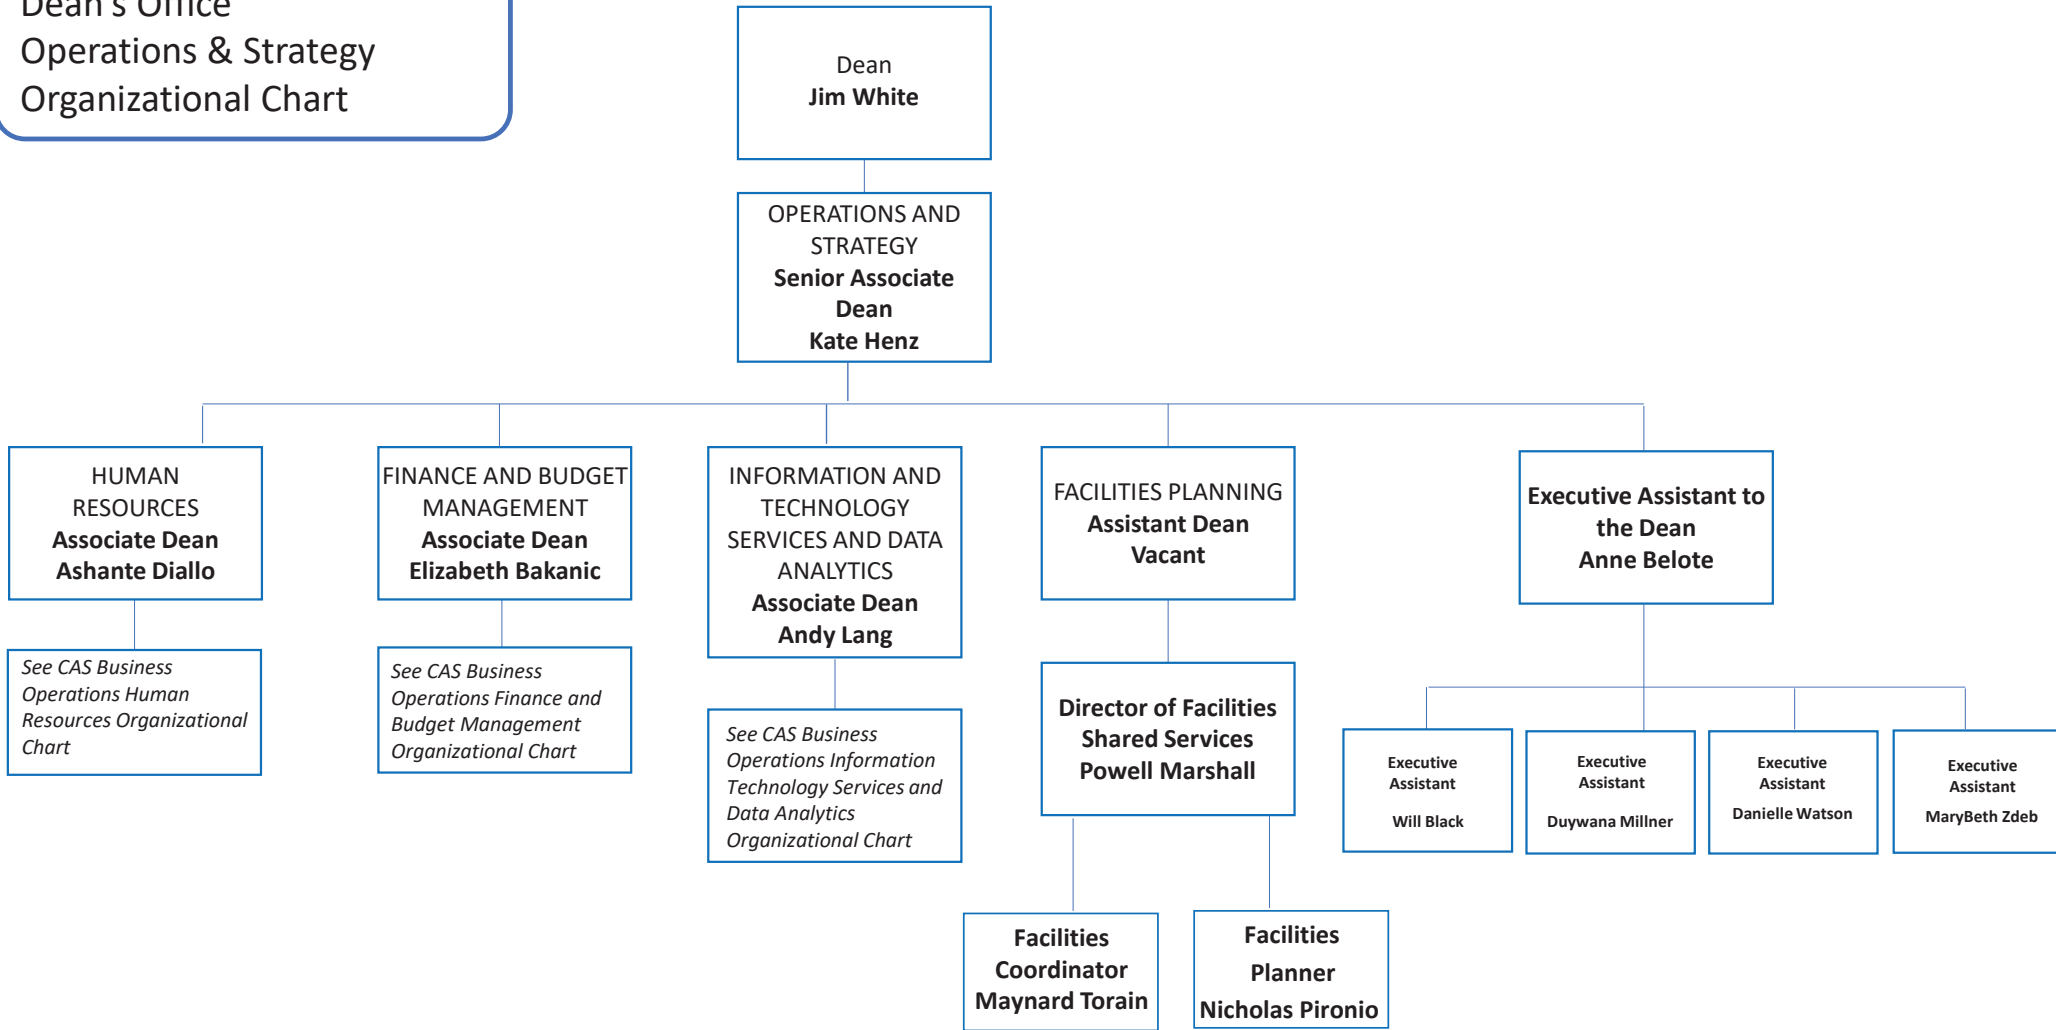 Dean's Office
Operations & Strategy
Organizational Chart
Dean
Jim White
OPERATIONS AND
STRATEGY
Senior Associate
Dean
Kate Henz
HUMAN
RESOURCES
Associate Dean
Ashante Diallo
FINANCE AND BUDGET
MANAGEMENT
Associate Dean
Elizabeth Bakanic
INFORMATION AND
TECHNOLOGY
SERVICES AND DATA
ANALYTICS
Associate Dean
Andy Lang
FACILITIES PLANNING
Assistant Dean
Vacant
Executive Assistant to
the Dean
Anne Belote
See CAS Business
Operations Human
Resources Organizational
Chart
See CAS Business
Operations Finance and
Budget Management
Organizational Chart
See CAS Business
Operations Information
Technology Services and
Data Analytics
Organizational Chart
Director of Facilities
Shared Services
Powell Marshall
Executive
Assistant
Will Black
Executive
Assistant
Duywana Millner
Executive
Assistant
Danielle Watson
Executive
Assistant
MaryBeth Zdeb
Facilities
Coordinator
Maynard Torain
Facilities
Planner
Nicholas Pironio